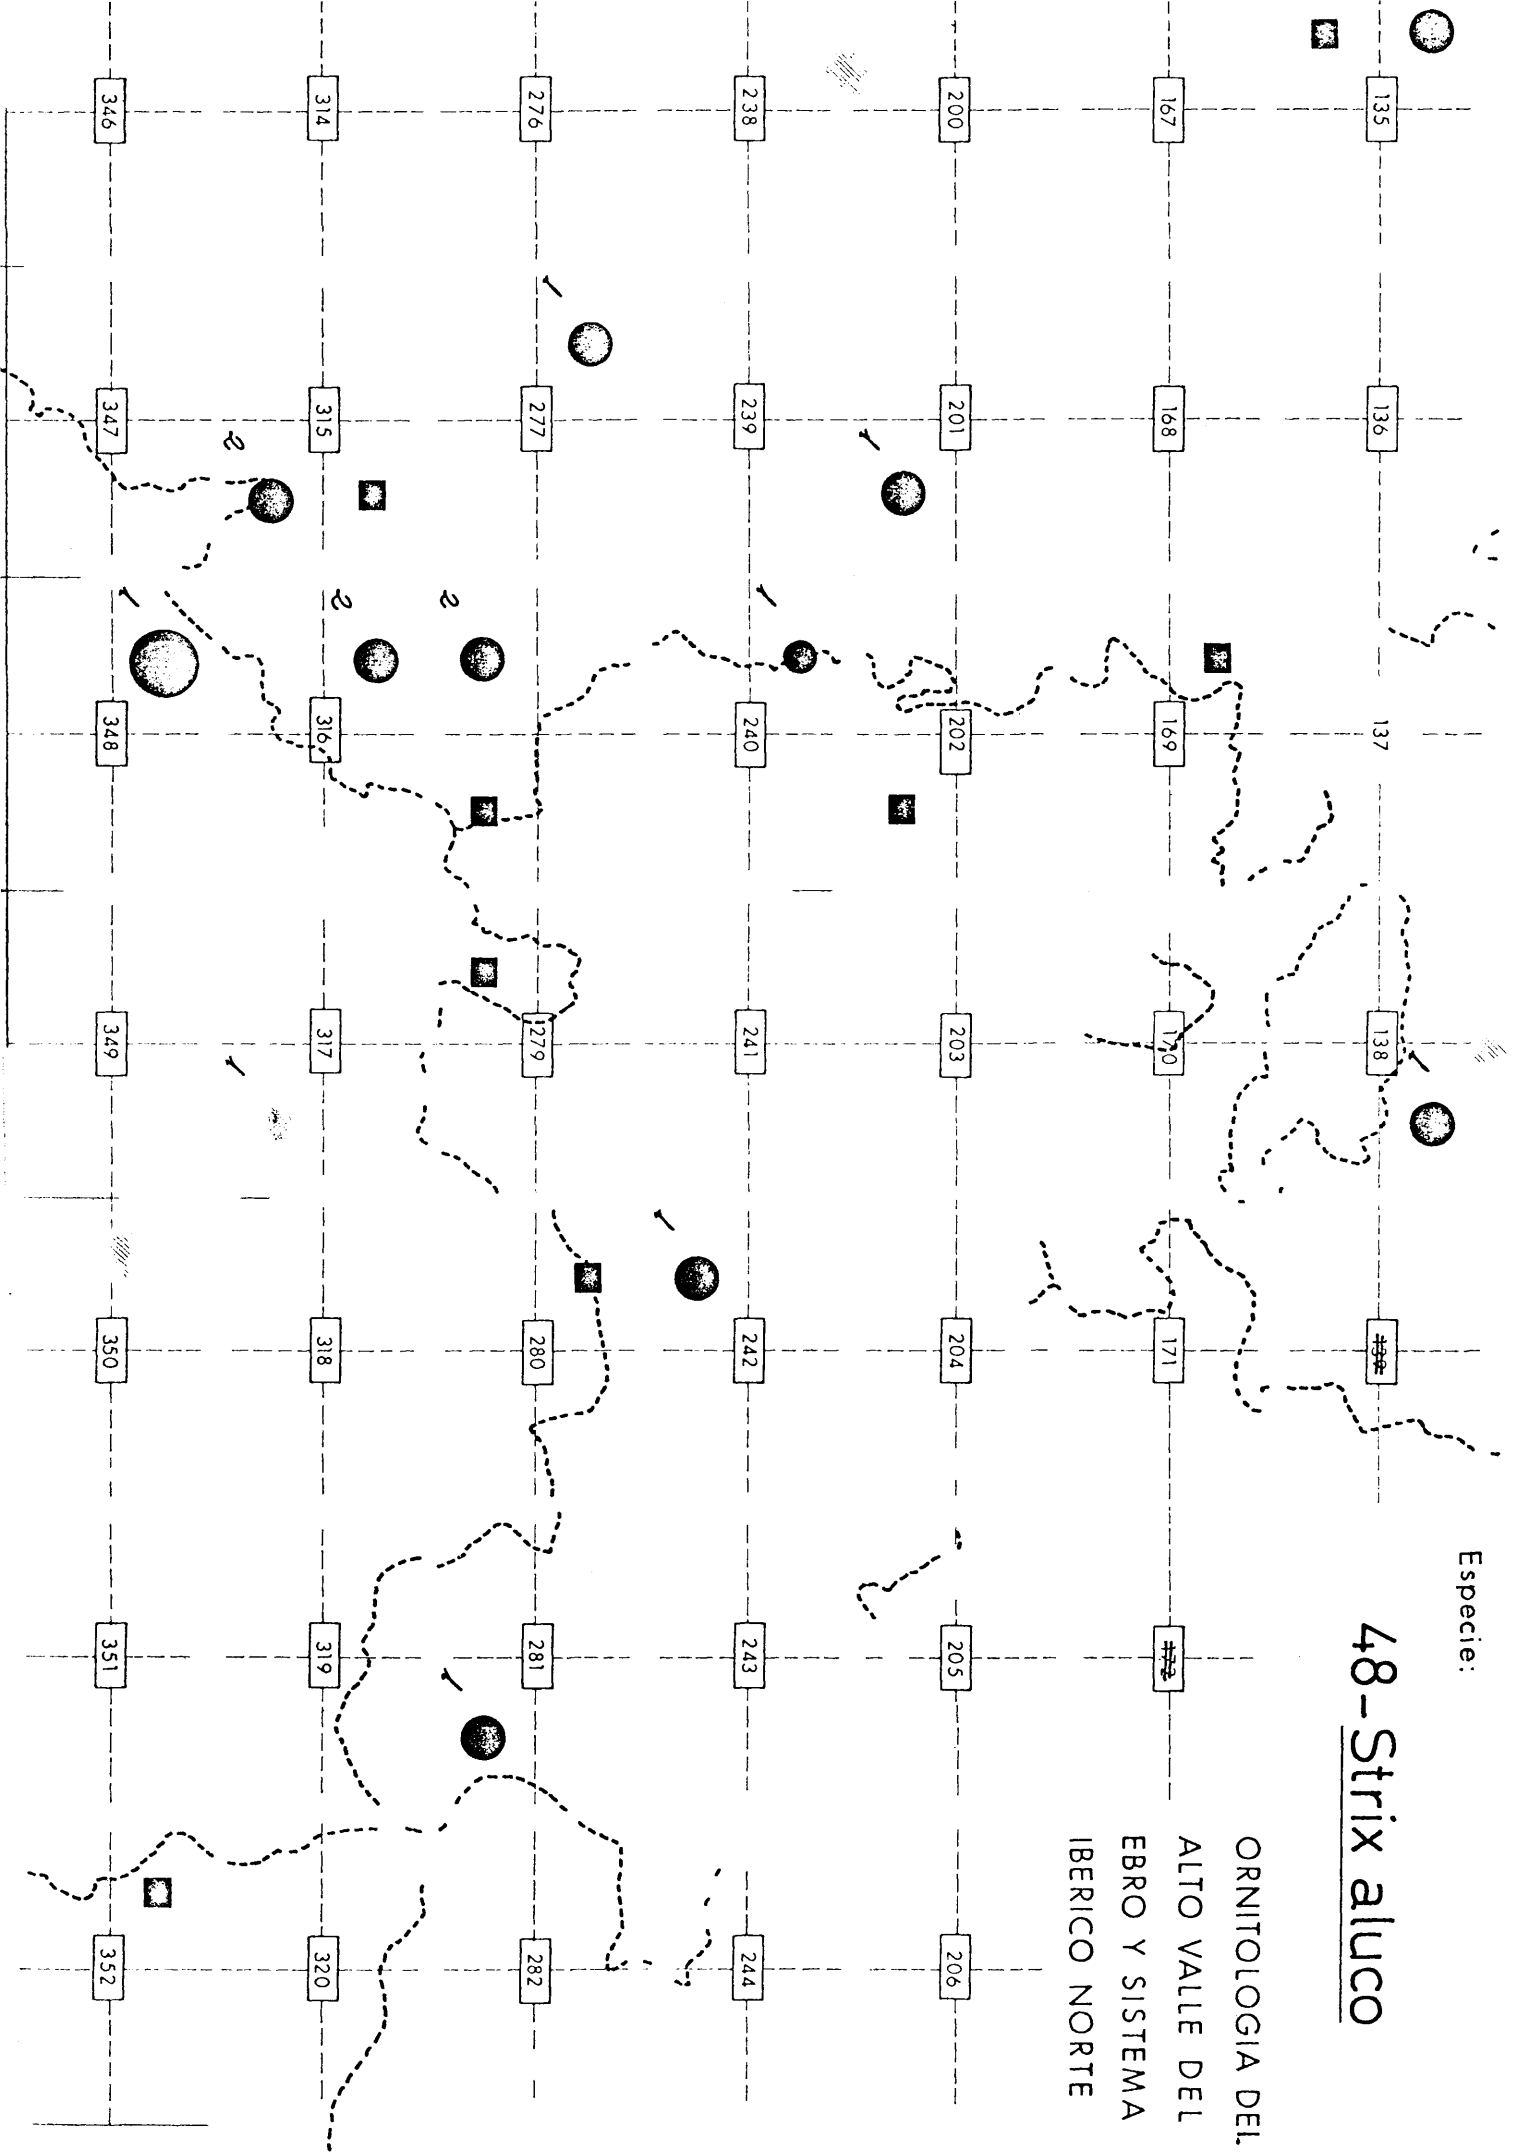 Especie:
48-Strix aluco
ORNITOLOGIA DEL
ALTO VALLE DEL
EBRO Y SISTEMA
IBERICO NORTE
135 136 137 138 139
1
167 168 169 170 171 172
200 201 202 203 204 205 206
1
1
238 239 240 241 242 243 244
1
1
276 277 279 280 281 282
2
1
2
314 315 316 317 318 319 320
2
1
1
346 347 348 349 350 351 352